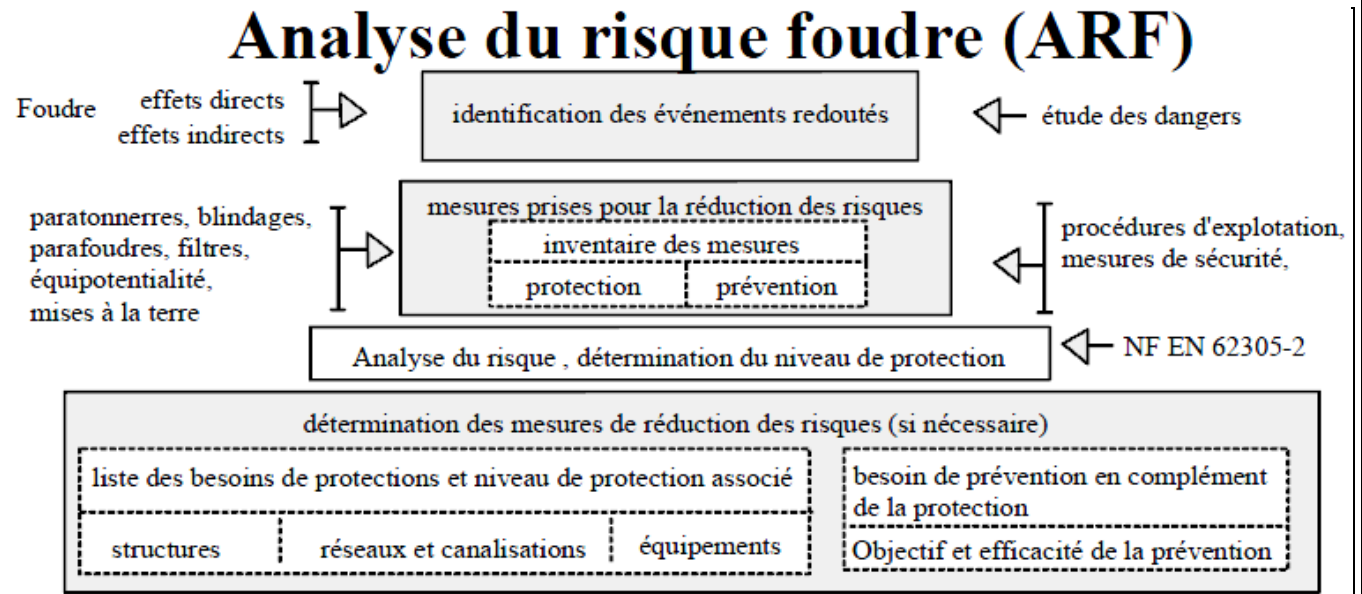 Analyse du risque foudre (ARF)
Foudre
effets directs
effets indirects
identification des événements redoutés
étude des dangers
paratonnerres, blindages,
parafoudres, filtres,
équipotentialité,
mises à la terre
mesures prises pour la réduction des risques
inventaire des mesures
protection
prévention
procédures d'explotation,
mesures de sécurité,
Analyse du risque , détermination du niveau de protection
NF EN 62305-2
détermination des mesures de réduction des risques (si nécessaire)
liste des besoins de protections et niveau de protection associé
structures
réseaux et canalisations
équipements
besoin de prévention en complément
de la protection
Objectif et efficacité de la prévention